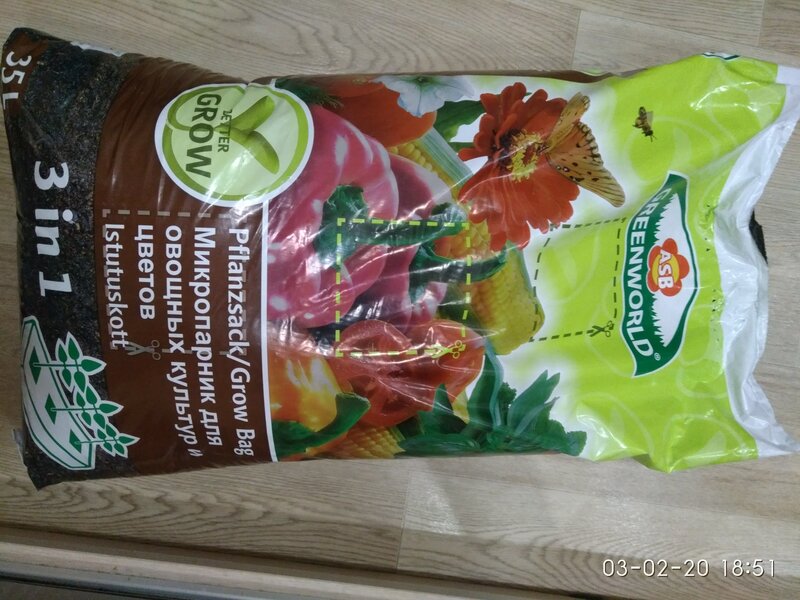 ASB
GREENWORLD®
BETTER
GROW
Pflanzsack/Grow Bag
Микропарник для
овощных культур и
цветов
Istutuskott
3 in 1
35 L
03-02-20 18:51